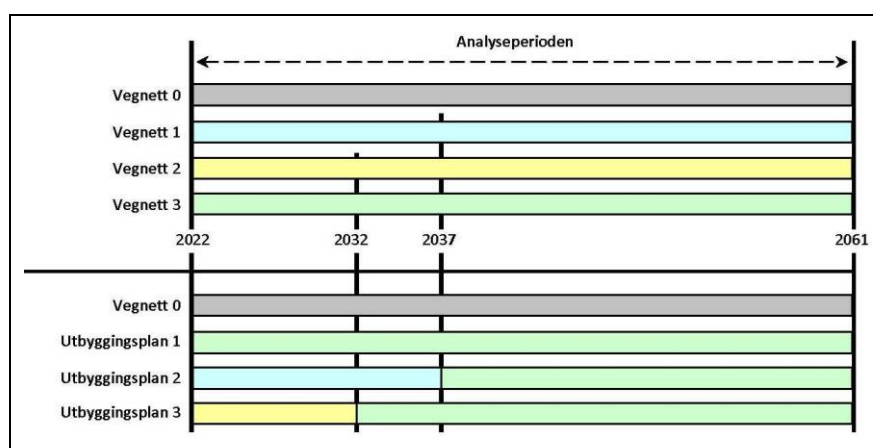 Analyseperioden
Vegnett 0
Vegnett 1
Vegnett 2
Vegnett 3
2022 2032 2037 2061
Vegnett 0
Utbyggingsplan 1
Utbyggingsplan 2
Utbyggingsplan 3